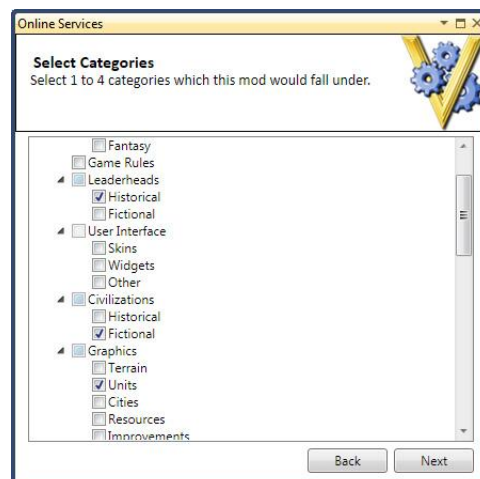 Online Services
Select Categories
Select 1 to 4 categories which this mod would fall under.
Fantasy
Game Rules
Leaderheads
Historical
Fictional
User Interface
Skins
Widgets
Other
Civilizations
Historical
Fictional
Graphics
Terrain
Units
Cities
Resources
Improvements
Back
Next